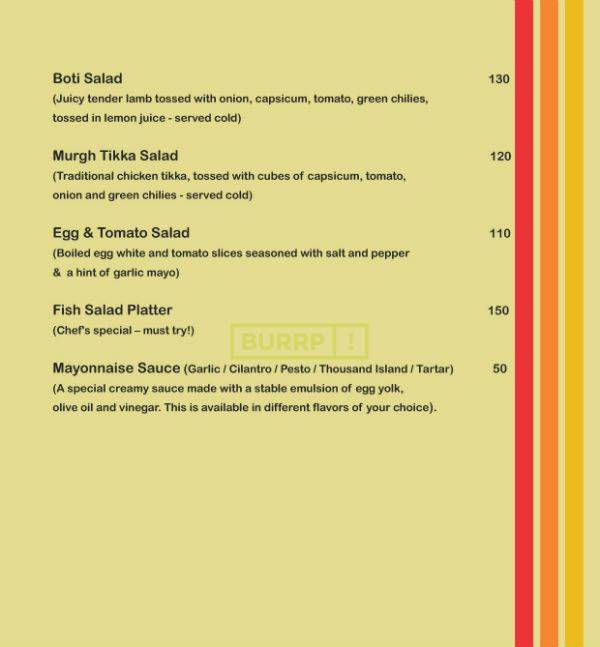 Boti Salad 130
(Juicy tender lamb tossed with onion, capsicum, tomato, green chilies,
tossed in lemon juice - served cold)
Murgh Tikka Salad 120
(Traditional chicken tikka, tossed with cubes of capsicum, tomato,
onion and green chilies - served cold)
Egg & Tomato Salad 110
(Boiled egg white and tomato slices seasoned with salt and pepper
& a hint of garlic mayo)
Fish Salad Platter 150
(Chef's special – must try!)
BURRP!
Mayonnaise Sauce (Garlic / Cilantro / Pesto / Thousand Island / Tartar) 50
(A special creamy sauce made with a stable emulsion of egg yolk,
olive oil and vinegar. This is available in different flavors of your choice).